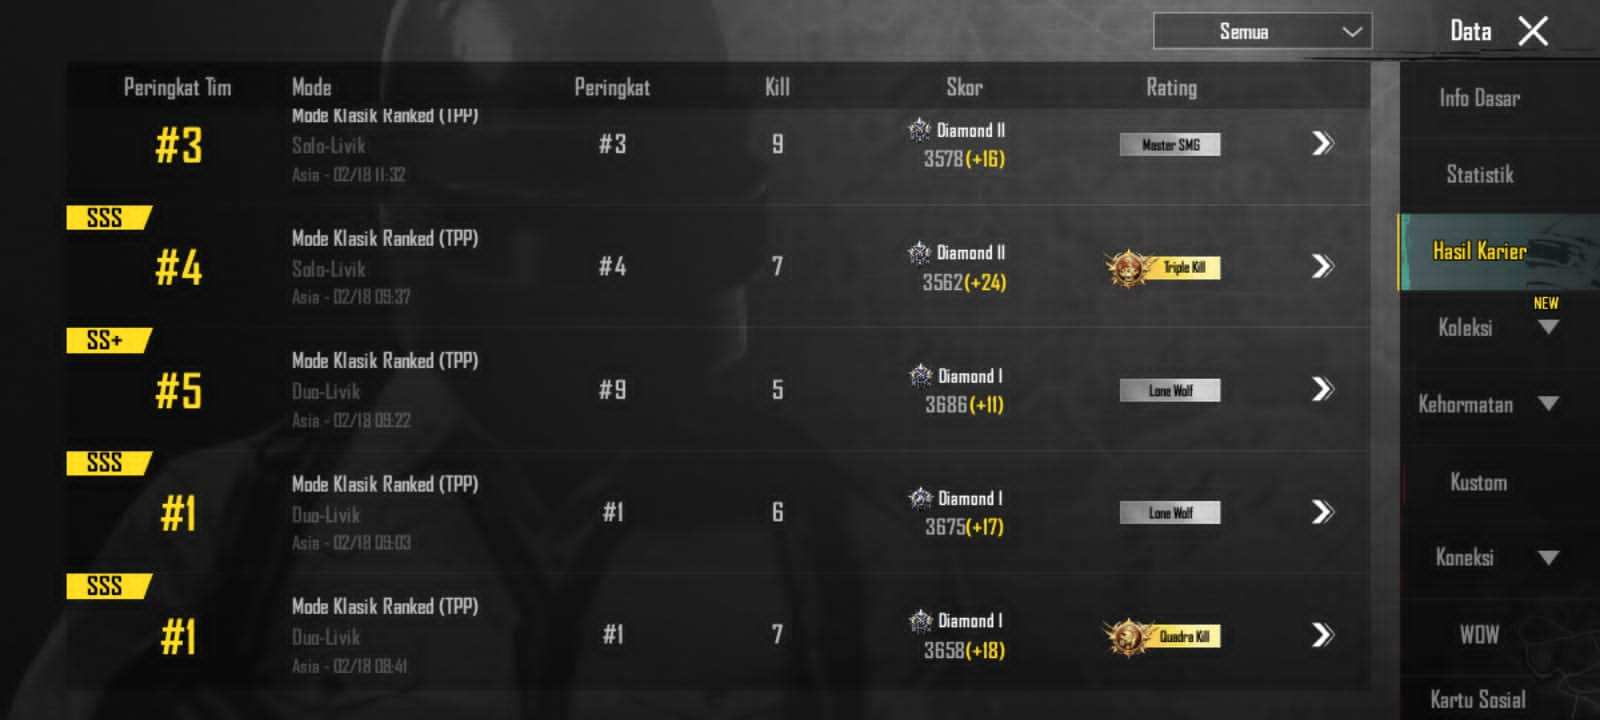 Semua
Data
Peringkat Tim Mode Peringkat Kill Skor Rating
#3
Mode Klasik Ranked (TPP)
Solo-Livik
Asia - 02/18 11:32
#3
9
Diamond II
3578(+16)
Master SMG
SSS
#4
Mode Klasik Ranked (TPP)
Solo-Livik
Asia - 02/18 09:37
#4
7
Diamond II
3562(+24)
Triple Kill
SS+
#5
Mode Klasik Ranked (TPP)
Duo-Livik
Asia - 02/18 09:22
#9
5
Diamond I
3686(+11)
Lone Wolf
SSS
#1
Mode Klasik Ranked (TPP)
Duo-Livik
Asia - 02/18 09:03
#1
6
Diamond I
3675(+17)
Lone Wolf
SSS
#1
Mode Klasik Ranked (TPP)
Duo-Livik
Asia - 02/18 08:41
#1
7
Diamond I
3658(+18)
Quadra Kill
Info Dasar
Statistik
Hasil Karier
NEW
Koleksi
Kehormatan
Kustom
Koneksi
WOW
Kartu Sosial